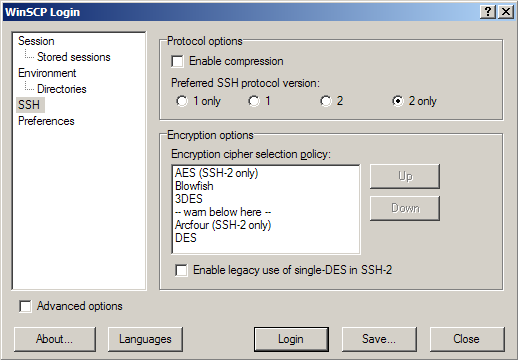 WinSCP Login
Session
Stored sessions
Environment
Directories
SSH
Preferences
Protocol options
Enable compression
Preferred SSH protocol version:
1 only 1 2 2 only
Encryption options
Encryption cipher selection policy:
AES (SSH-2 only)
Blowfish
3DES
-- warn below here --
Arcfour (SSH-2 only)
DES
Up
Down
Enable legacy use of single-DES in SSH-2
Advanced options
About... Languages Login Save... Close